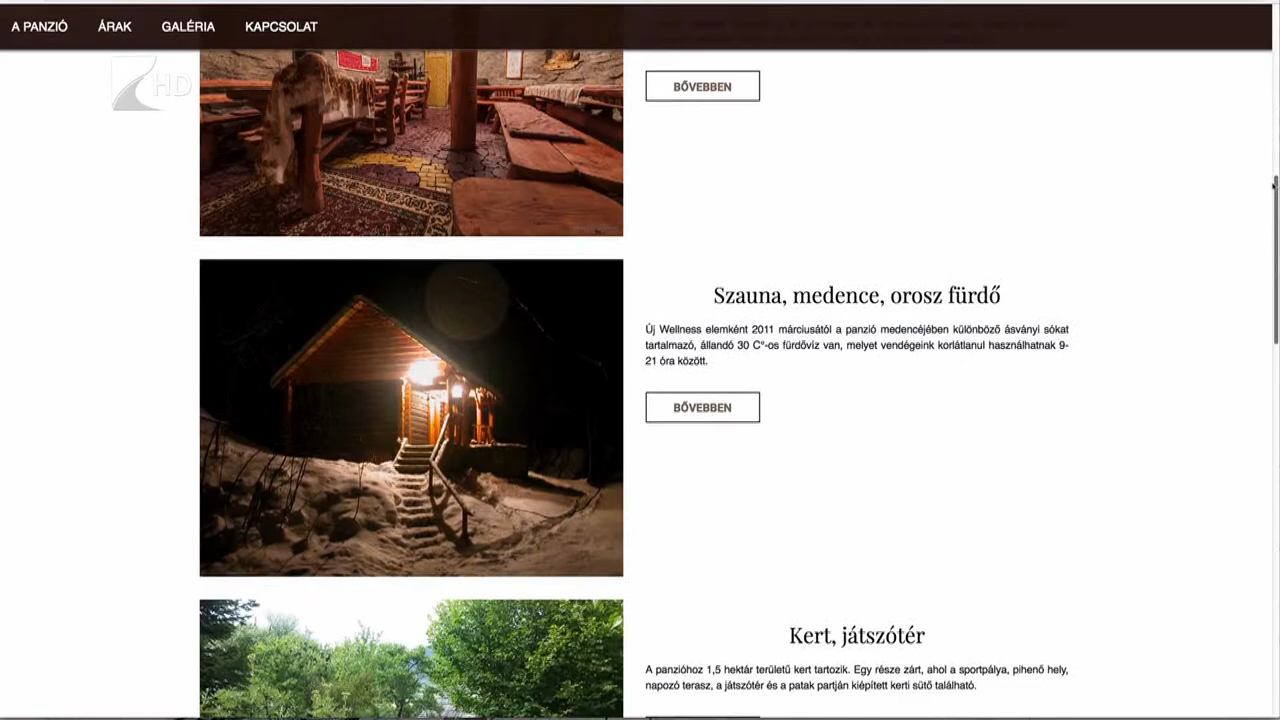 A PANZIÓ ÁRAK GALÉRIA KAPCSOLAT
HD
BŐVEBBEN
Szauna, medence, orosz fürdő
Új Wellness elemként 2011 márciusától a panzió medencéjében különböző ásványi sókat
tartalmazó, állandó 30 C°-os fürdővíz van, melyet vendégeink korlátlanul használhatnak 9-
21 óra között.
BŐVEBBEN
Kert, játszótér
A panzióhoz 1,5 hektár területű kert tartozik. Egy része zárt, ahol a sportpálya, pihenő hely,
napozó terasz, a játszótér és a patak partján kiépített kerti sütő található.